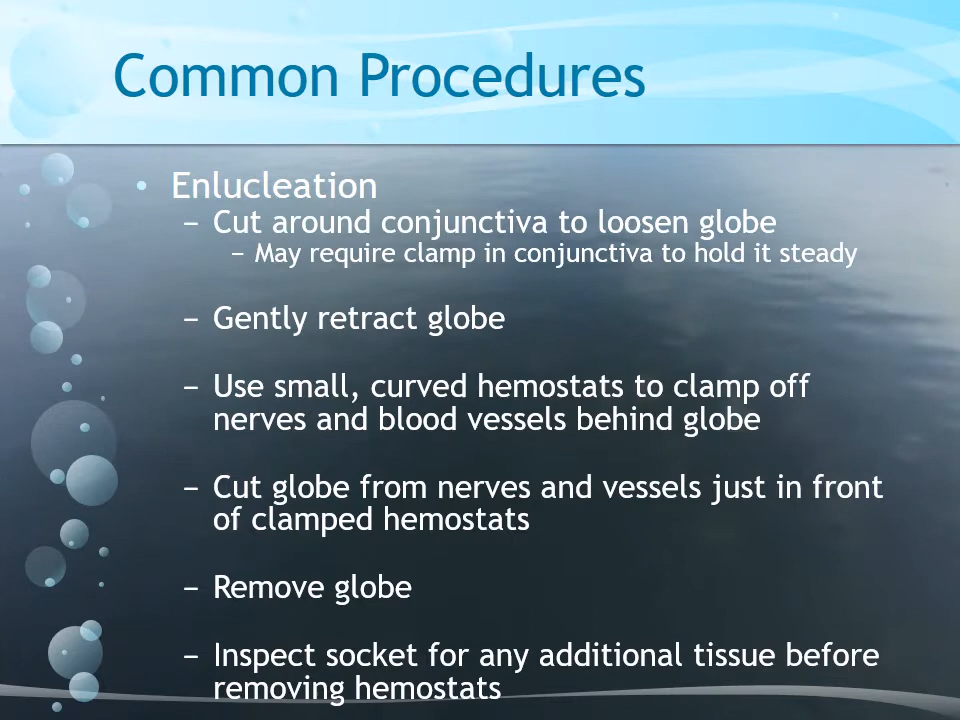 Common Procedures
• Enlucleation
– Cut around conjunctiva to loosen globe
– May require clamp in conjunctiva to hold it steady
– Gently retract globe
– Use small, curved hemostats to clamp off
nerves and blood vessels behind globe
– Cut globe from nerves and vessels just in front
of clamped hemostats
– Remove globe
– Inspect socket for any additional tissue before
removing hemostats